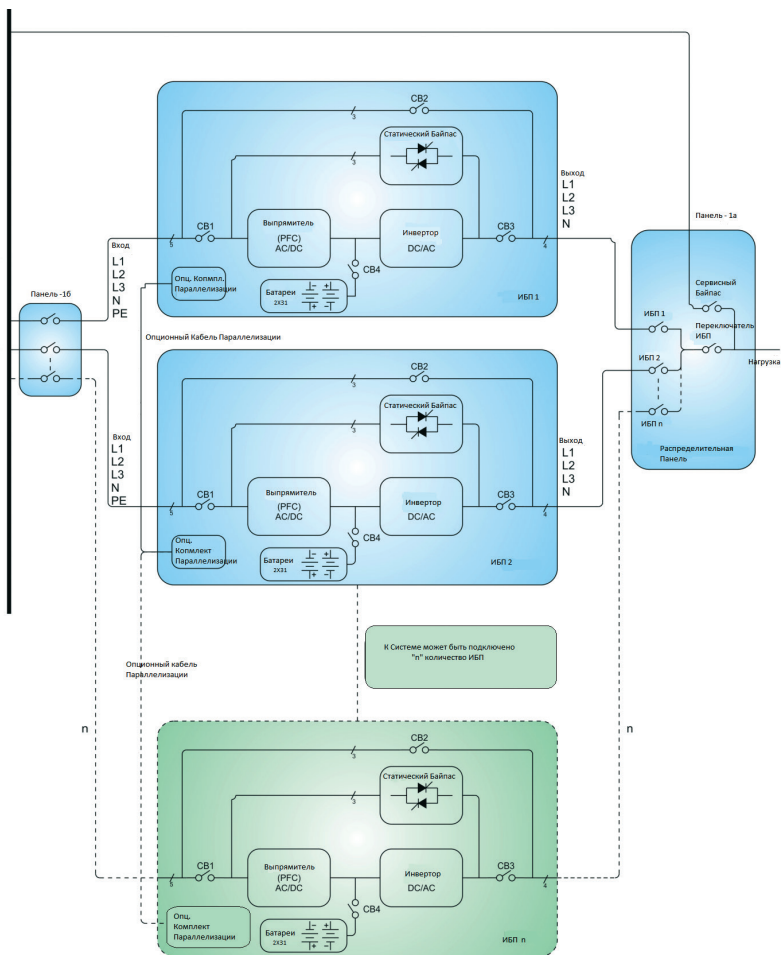 CB2
3
Статический Байпас
3
Выход
L1
L2
L3
N
Панель - 1а
CB1
5
Выпрямитель
(PFC)
AC/DC
Инвертор
DC/AC
CB3
4
Вход
L1
L2
L3
N
PE
CB4
Опц. Копмпл.
Параллелизации
Батареи
2X31
ИБП 1
Панель -1б
Сервисный
Байпас
ИБП 1
Переключатель
ИБП
ИБП 2
Нагрузка
ИБП n
Распределительная
Панель
Опционный Кабель Параллелизации
CB2
3
Статический Байпас
3
Выход
L1
L2
L3
N
Вход
L1
L2
L3
N
PE
CB1
5
Выпрямитель
(PFC)
AC/DC
Инвертор
DC/AC
CB3
4
CB4
Опц.
Копмлект
Параллелизации
Батареи
2X31
ИБП 2
К Системе может быть подключено
"n" количество ИБП
Опционный кабель
Параллелизации
n
n
CB2
3
Статический Байпас
3
CB1
5
Выпрямитель
(PFC)
AC/DC
Инвертор
DC/AC
CB3
4
CB4
Опц.
Комплект
Параллелизации
Батареи
2X31
ИБП n